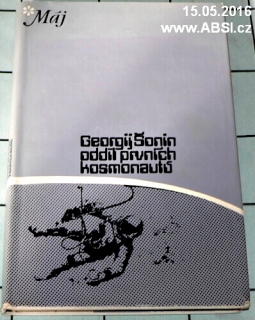 15.05.2016
www.ABSI.cz
Máj
Georgij Šonin
oddíl prvních
kosmonautů